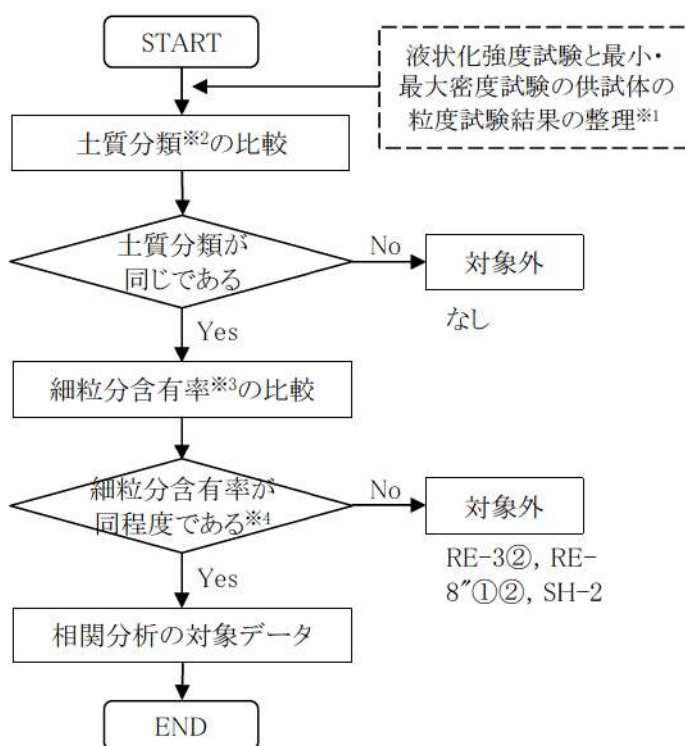 START
液状化強度試験と最小・
最大密度試験の供試体の
粒度試験結果の整理※1
土質分類※2の比較
土質分類が
同じである
No
対象外
なし
Yes
細粒分含有率※3の比較
細粒分含有率が
同程度である※4
No
対象外
RE-3②, RE-
8″①②, SH-2
Yes
相関分析の対象データ
END